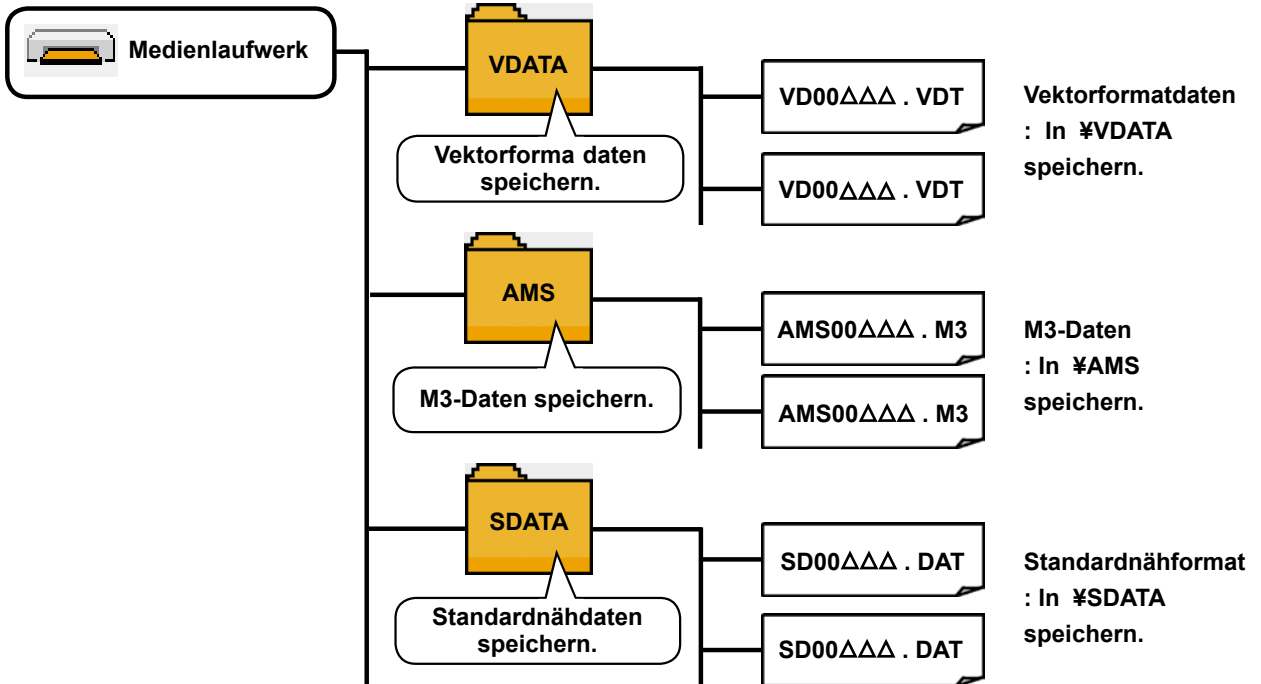 Medienlaufwerk
VDATA
Vektorforma daten
speichern.
VD00△△△ . VDT
VD00△△△ . VDT
Vektorformatdaten
: In ¥VDATA
speichern.
AMS
M3-Daten speichern.
AMS00△△△ . M3
AMS00△△△ . M3
M3-Daten
: In ¥AMS
speichern.
SDATA
Standardnähdaten
speichern.
SD00△△△ . DAT
SD00△△△ . DAT
Standardnähformat
: In ¥SDATA
speichern.